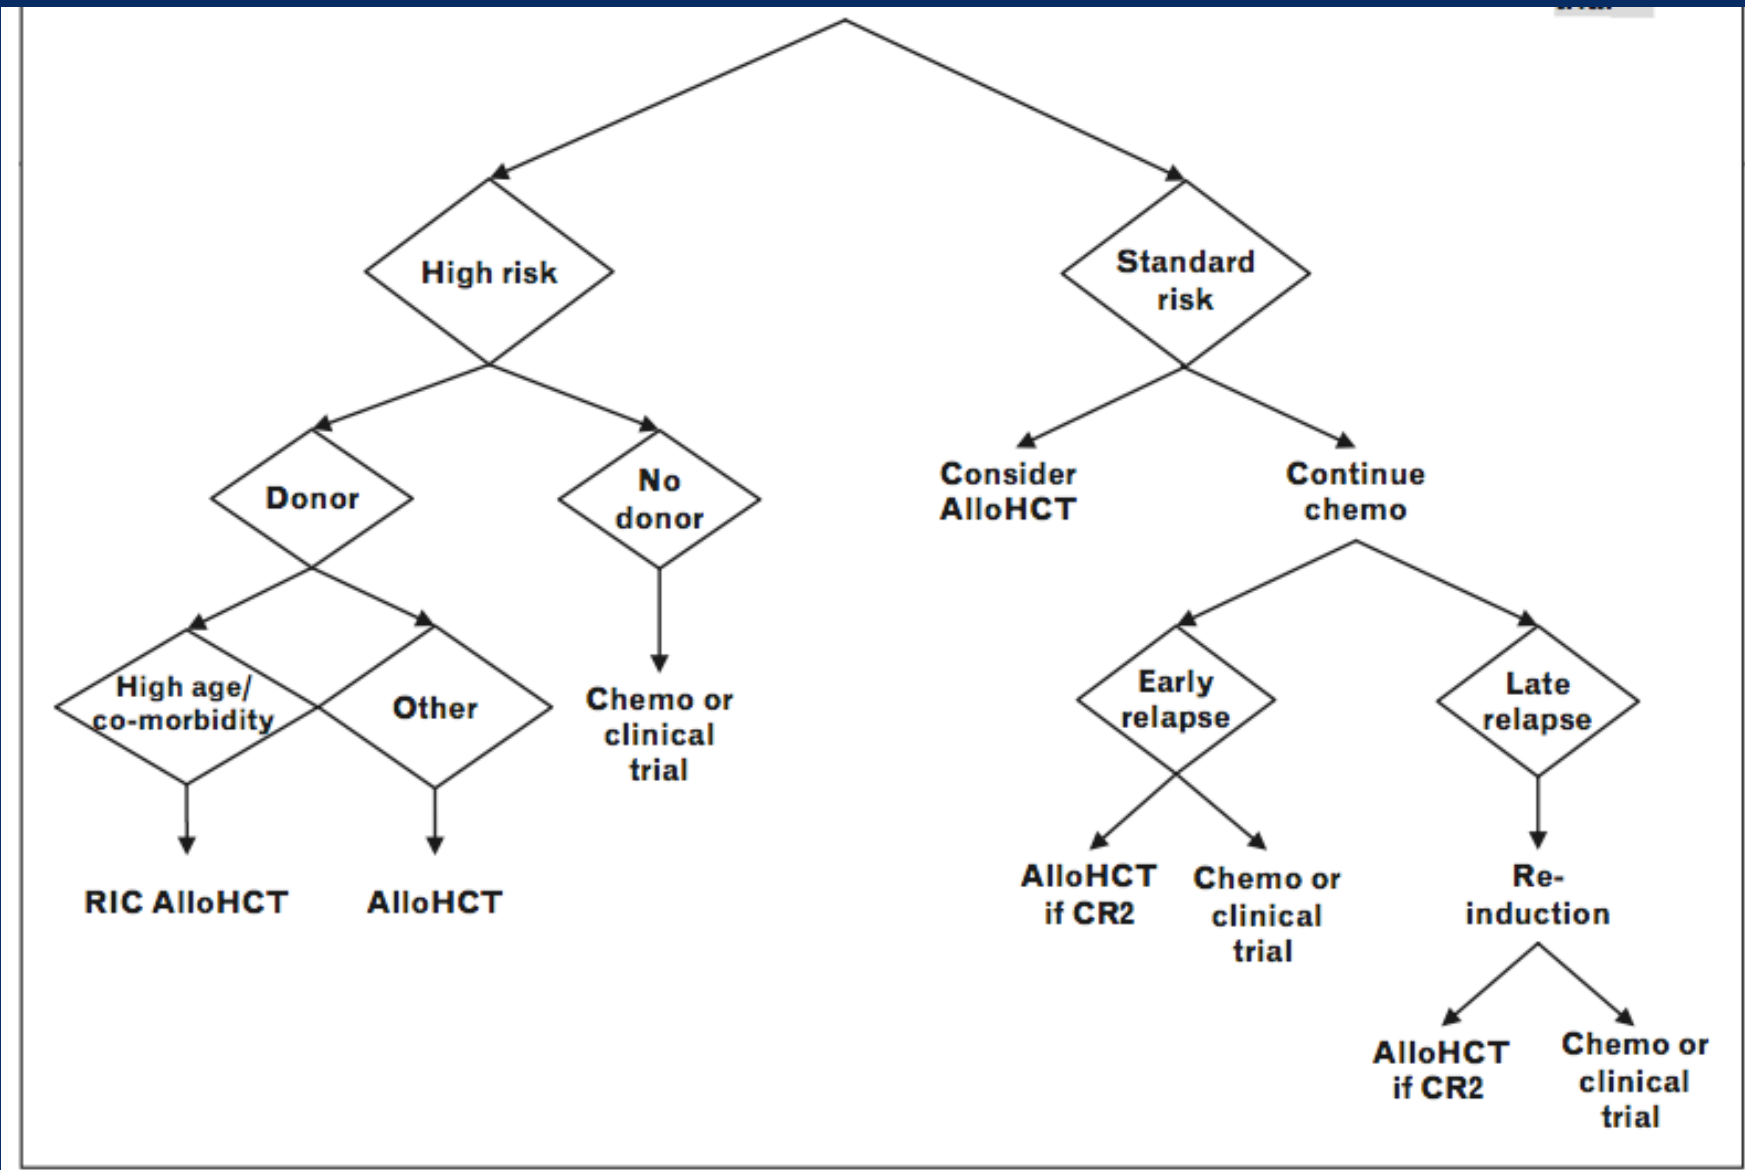 High risk
Standard
risk
Donor
No
donor
Consider
AlloHCT
Continue
chemo
High age/
co-morbidity
Other
Chemo or
clinical
trial
Early
relapse
Late
relapse
RIC AlloHCT
AlloHCT
AlloHCT
if CR2
Chemo or
clinical
trial
Re-
induction
AlloHCT
if CR2
Chemo or
clinical
trial